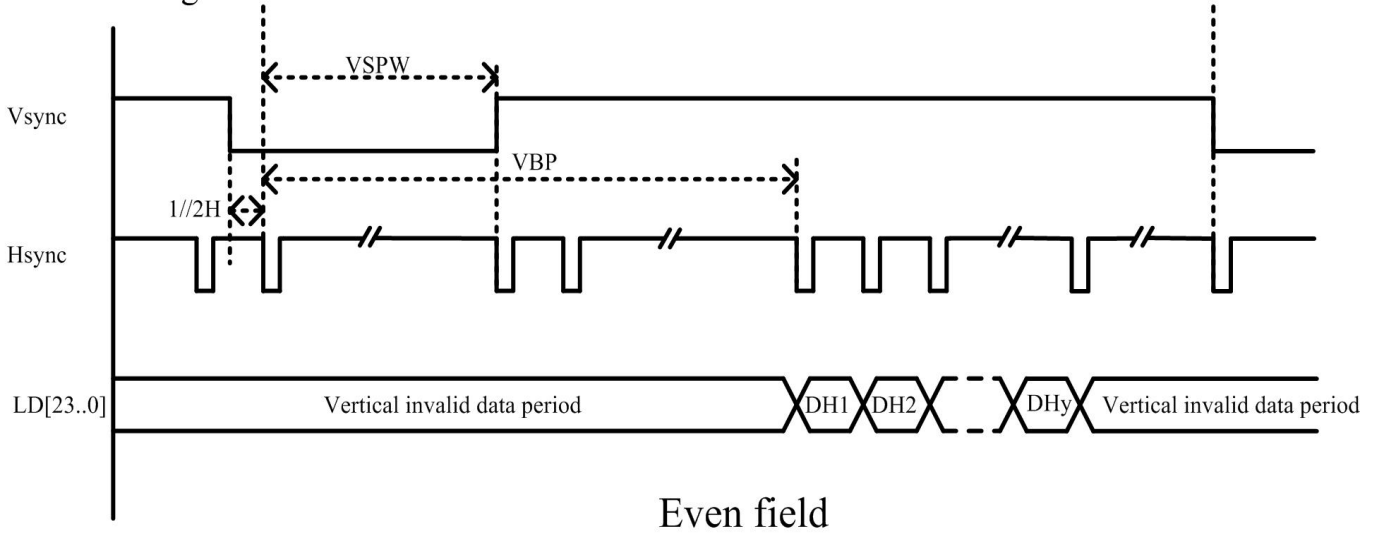 VSPW
Vsync
VBP
1//2H
Hsync
LD[23..0]
Vertical invalid data period
DH1
DH2
DHy
Vertical invalid data period
Even field